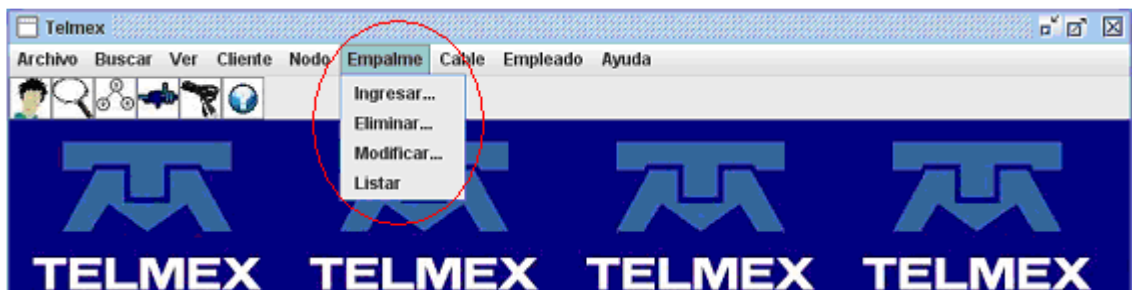 Telmex
Archivo Buscar Ver Cliente Nodo Empalme Cable Empleado Ayuda
Ingresar...
Eliminar...
Modificar...
Listar
TELMEX TELMEX TELMEX TELMEX